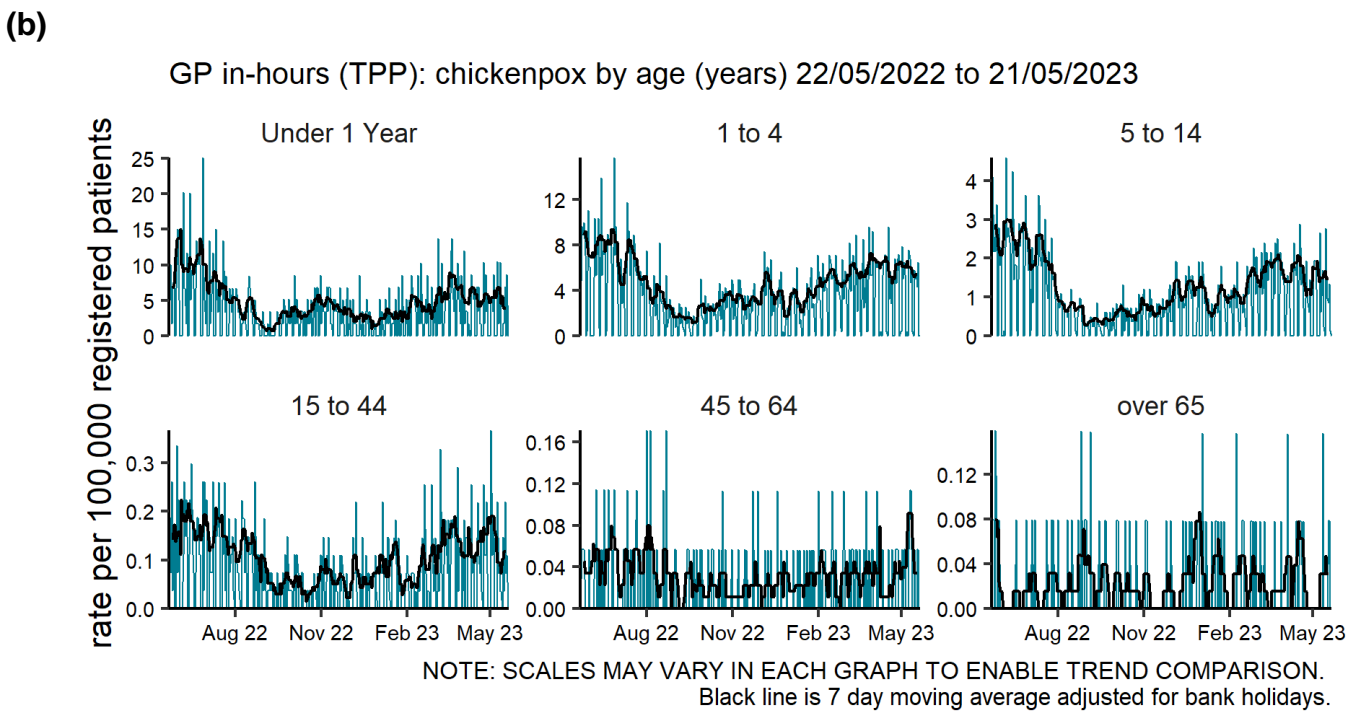 (b)
GP in-hours (TPP): chickenpox by age (years) 22/05/2022 to 21/05/2023
rate per 100,000 registered patients
Under 1 Year
25
20
15
10
5
0
1 to 4
12
8
4
0
5 to 14
4
3
2
1
0
15 to 44
0.3
0.2
0.1
0.0
Aug 22 Nov 22 Feb 23 May 23
45 to 64
0.16
0.12
0.08
0.04
0.00
Aug 22 Nov 22 Feb 23 May 23
over 65
0.12
0.08
0.04
0.00
Aug 22 Nov 22 Feb 23 May 23
NOTE: SCALES MAY VARY IN EACH GRAPH TO ENABLE TREND COMPARISON.
Black line is 7 day moving average adjusted for bank holidays.